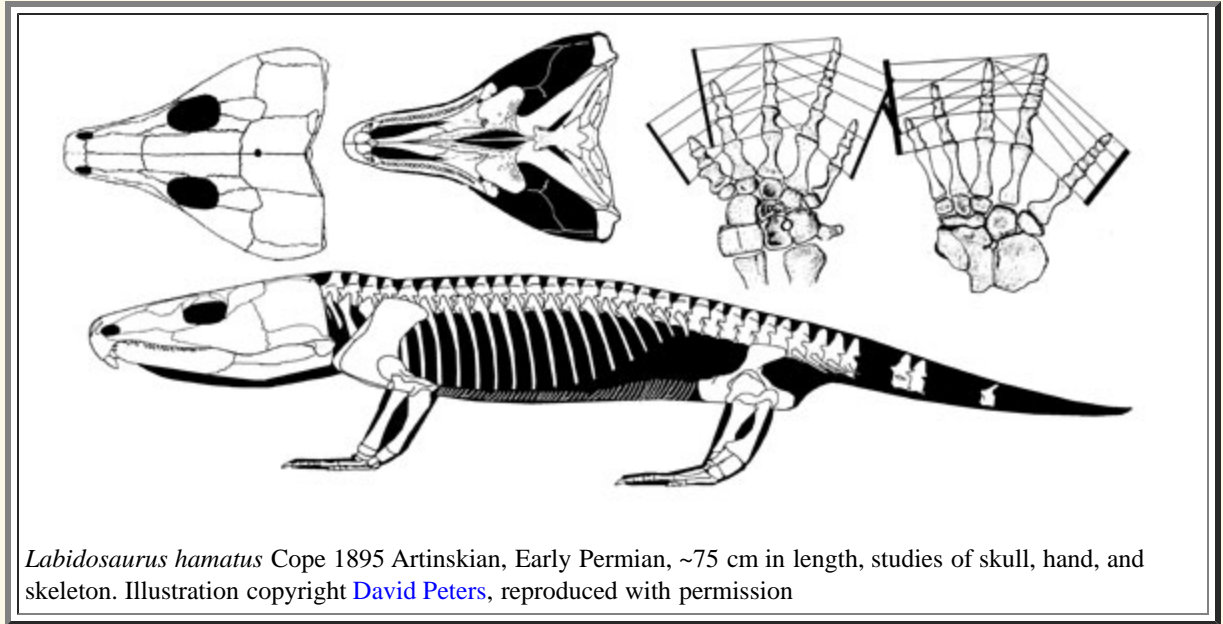 Labidosaurus hamatus Cope 1895 Artinskian, Early Permian, ~75 cm in length, studies of skull, hand, and
skeleton. Illustration copyright David Peters, reproduced with permission